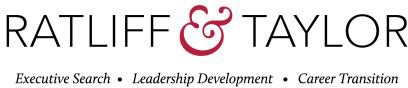 RATLIFF & TAYLOR
Executive Search • Leadership Development • Career Transition